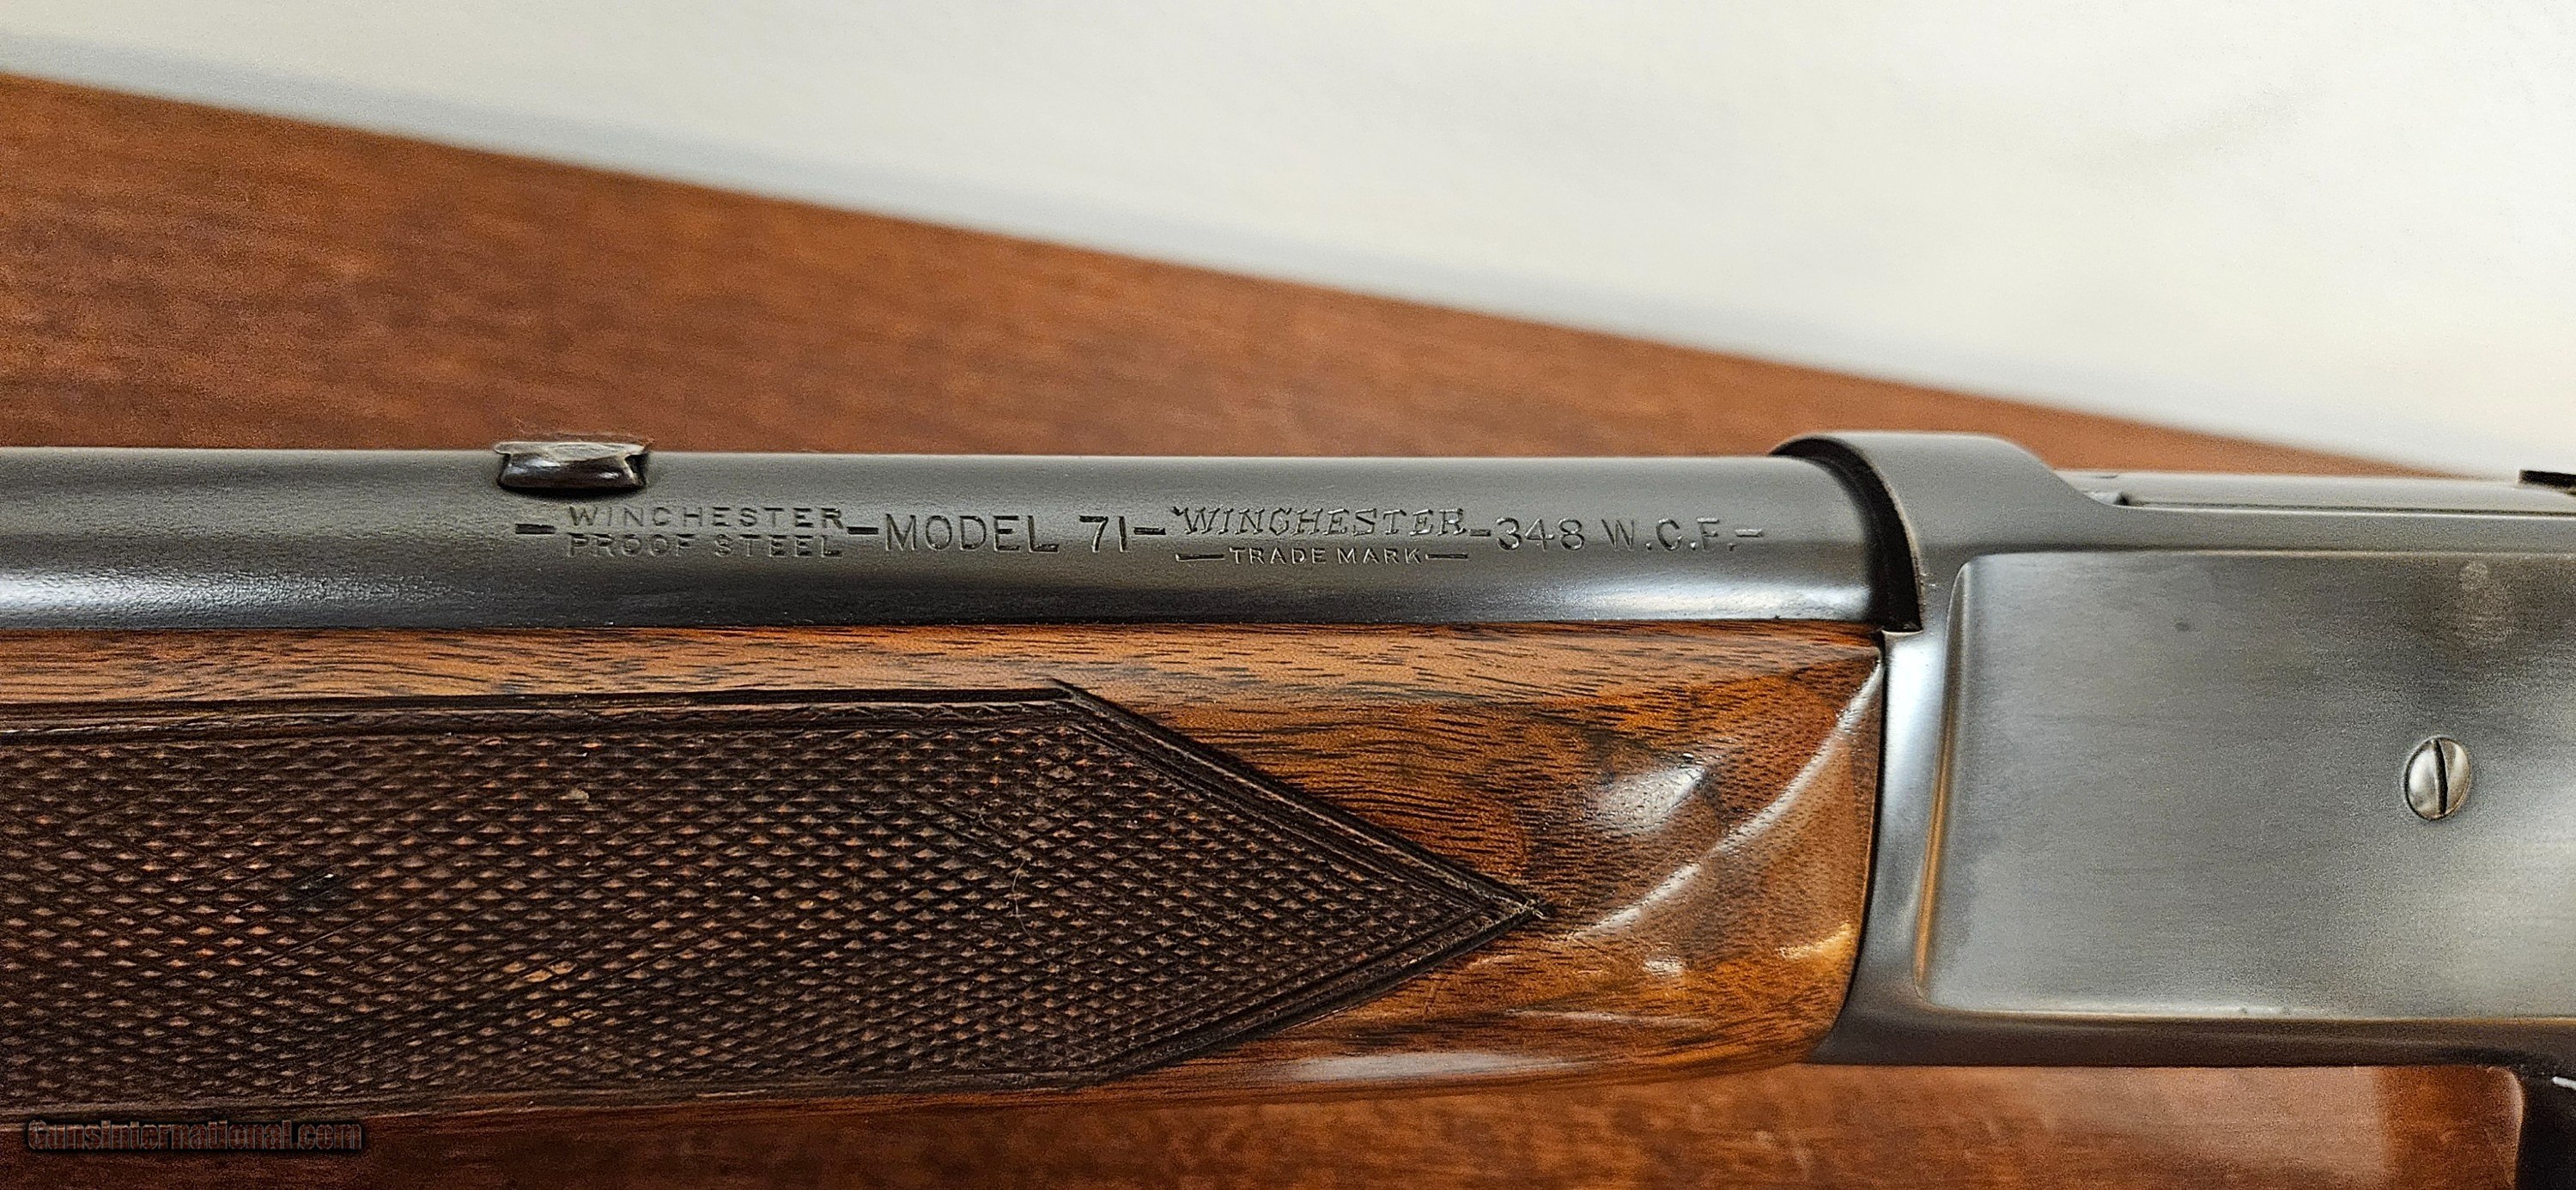 -WINCHESTER PROOF STEEL-MODEL 71-WINCHESTER TRADE MARK-348 W.C.F.-
GunsInternational.com